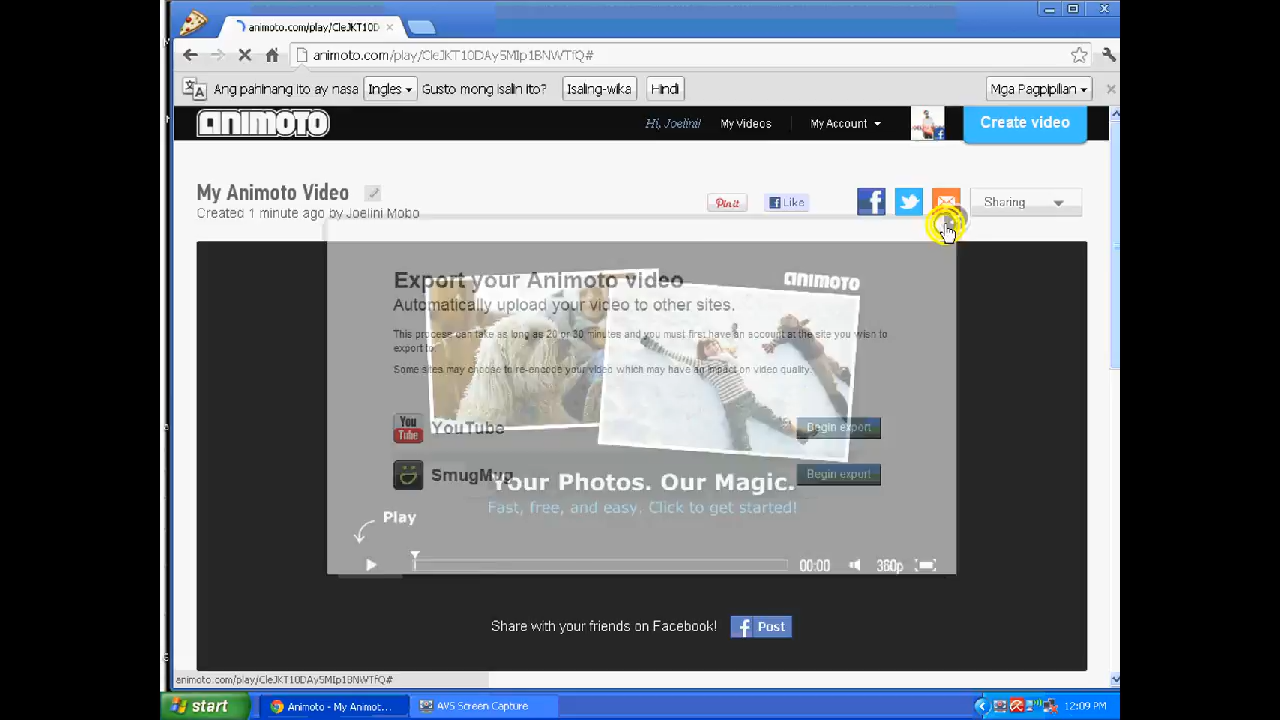 animoto.com/play/CleJKT10D
animoto.com/play/CleJKT10DAy5MIp1BNWTfQ#
Ang pahinang ito ay nasa Ingles Gusto mong isalin ito? Isaling-wika Hindi Mga Pagpipilian
animoto Hi, Joelini! My Videos My Account Create video
My Animoto Video
Pin it Like Sharing
Created 1 minute ago by Joelini Mobo
Export your Animoto video
animoto
Automatically upload your video to other sites.
This process can take as long as 20 or 30 minutes and you must first have an account at the site you wish to
export to.
Some sites may choose to re-encode your video which may have an impact on video quality.
You Tube YouTube Begin export
SmugMug Begin export
Your Photos. Our Magic.
Fast, free, and easy. Click to get started!
Play
00:00 360p
Share with your friends on Facebook! Post
animoto.com/play/CleJKT10DAy5MIp1BNWTfQ#
start Animoto - My Animot... AVS Screen Capture 12:09 PM